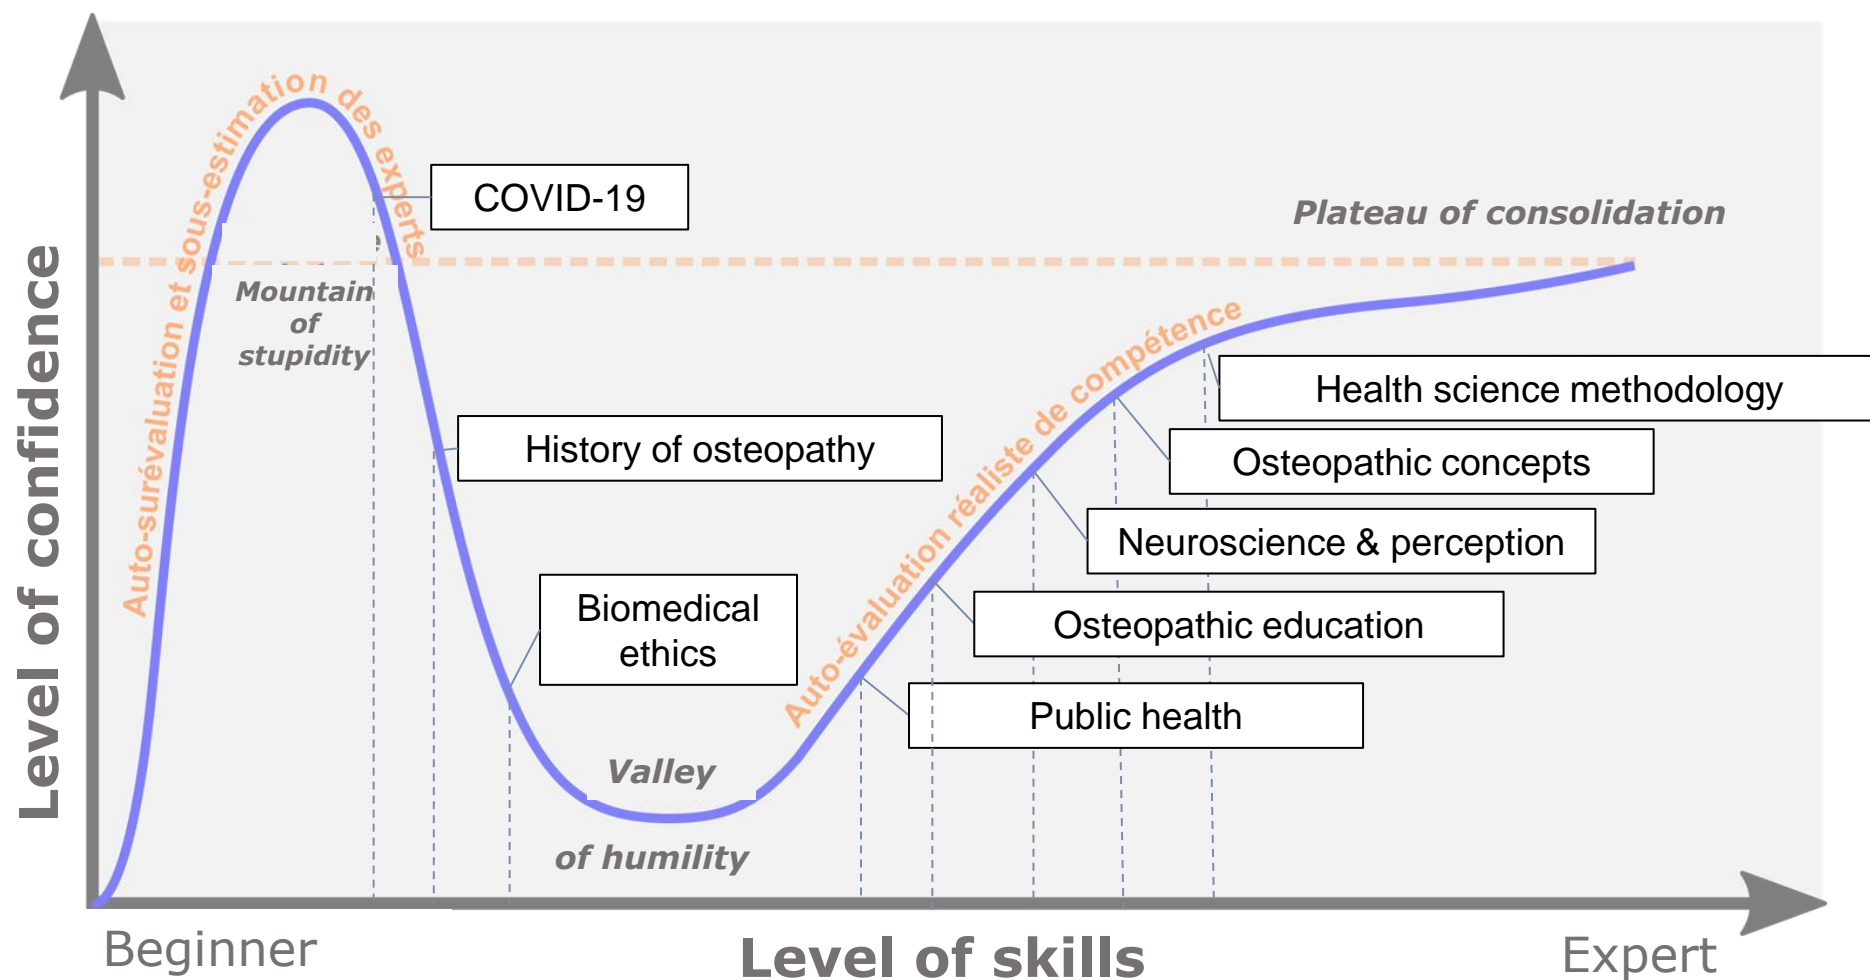 Auto-surévaluation et sous-estimation des experts
COVID-19
Plateau of consolidation
Mountain
of
stupidity
Level of confidence
Health science methodology
History of osteopathy
Osteopathic concepts
Auto-évaluation réaliste de compétence
Neuroscience & perception
Biomedical
ethics
Osteopathic education
Public health
Valley
of humility
Beginner
Level of skills
Expert